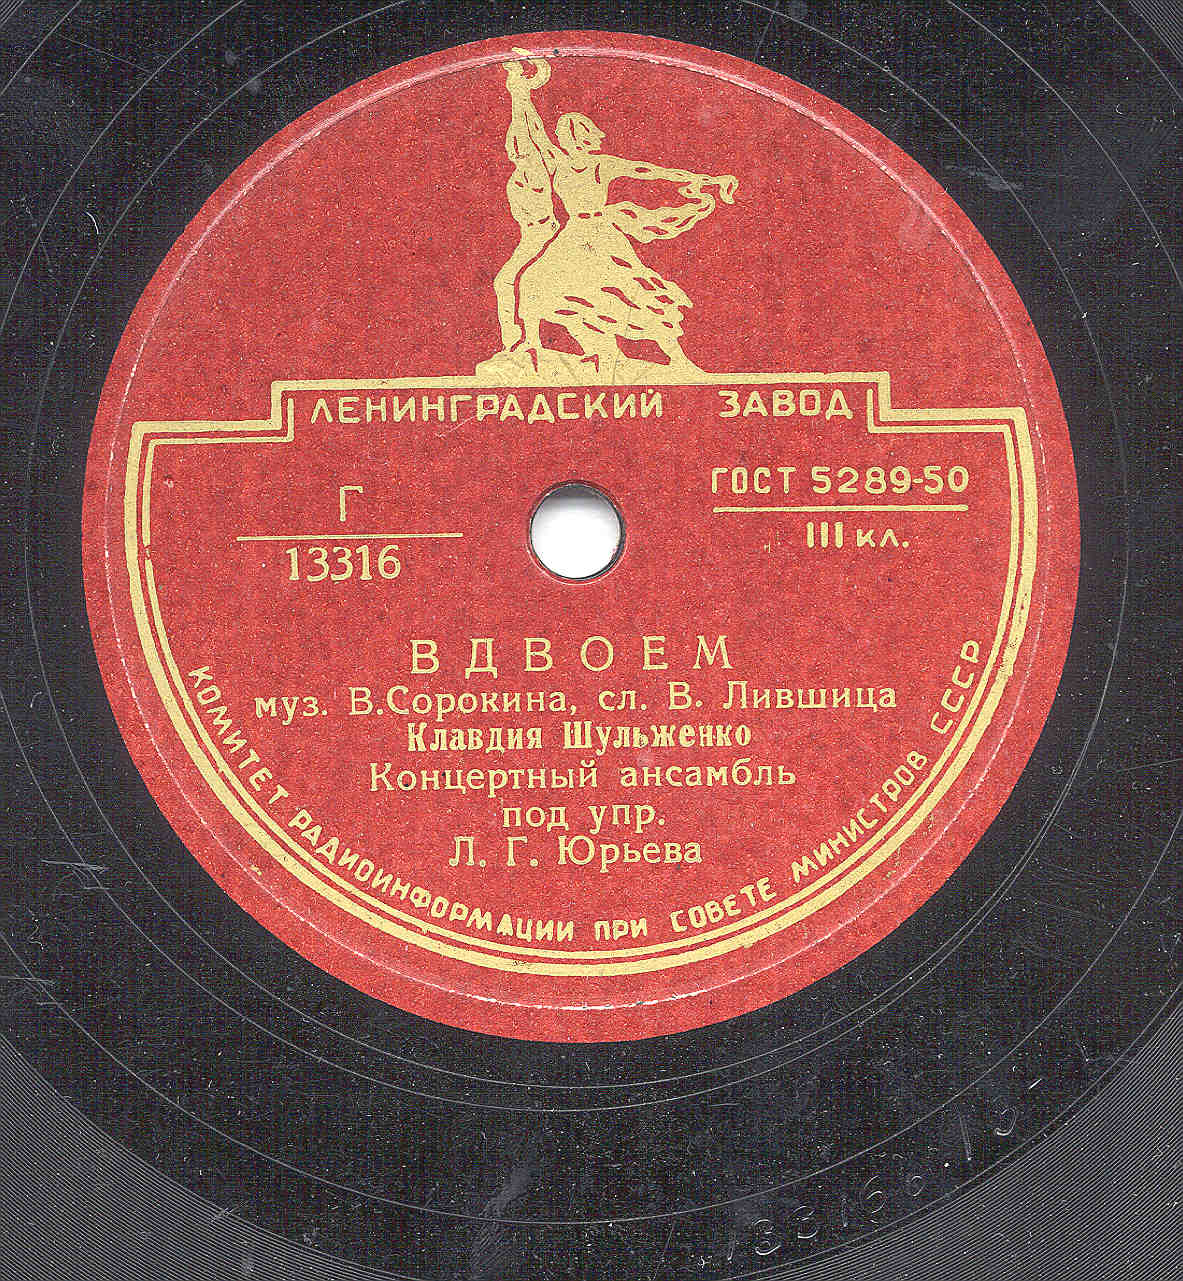 ЛЕНИНГРАДСКИЙ ЗАВОД
Г
13316
ГОСТ 5289-50
III кл.
ВДВОЕМ
муз. В.Сорокина, сл. В. Лившица
Клавдия Шульженко
Концертный ансамбль
под упр.
Л. Г. Юрьева
КОМИТЕТ РАДИОИНФОРМАЦИИ ПРИ СОВЕТЕ МИНИСТРОВ СССР